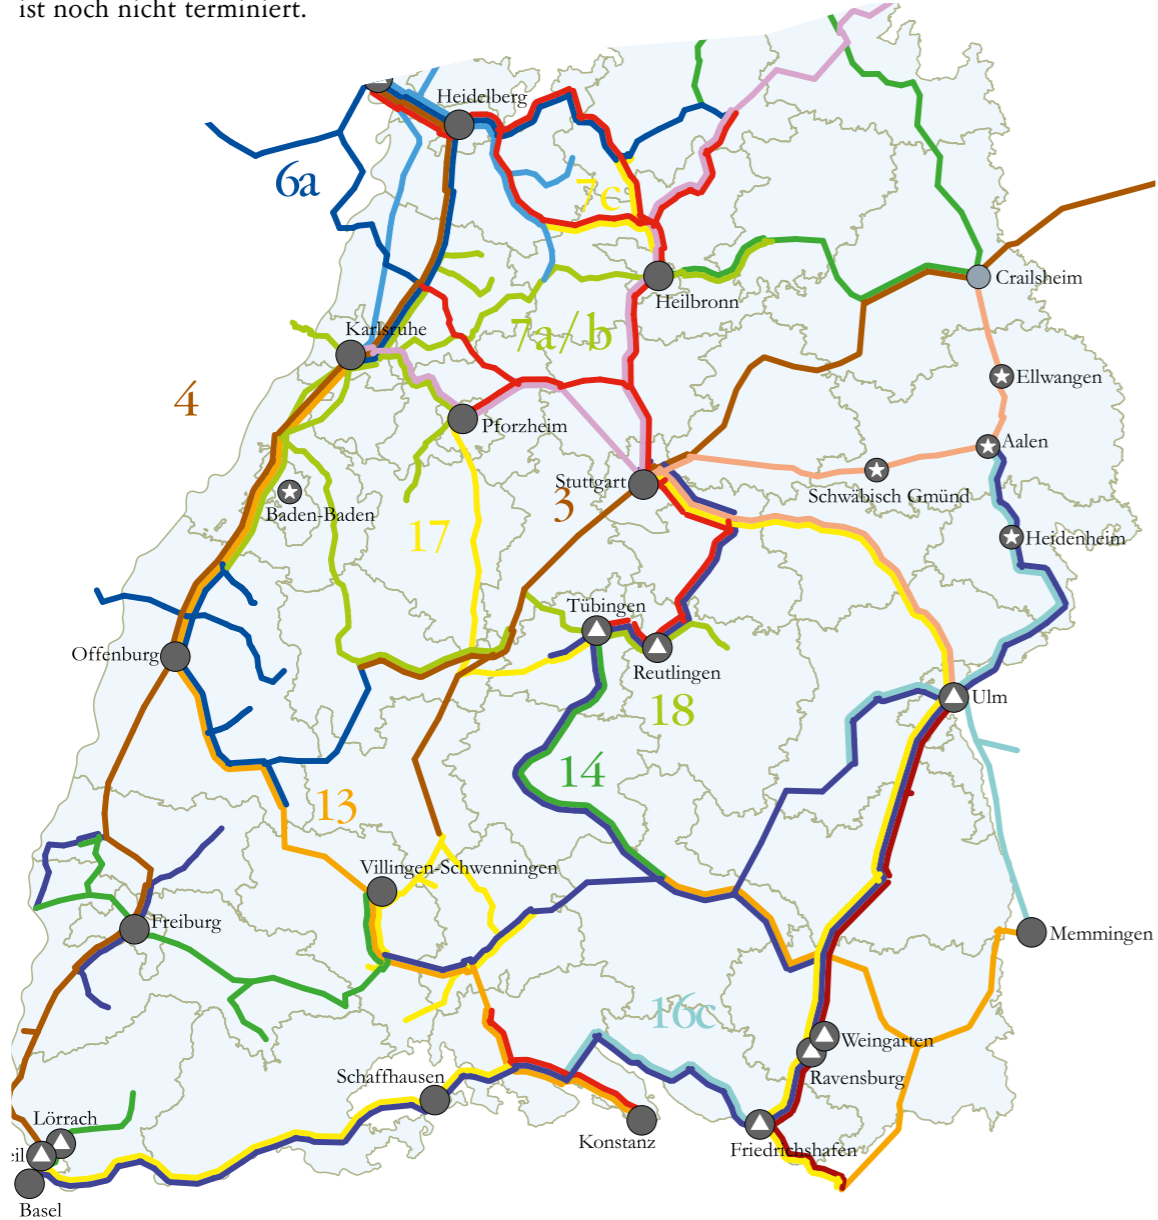 ist noch nicht terminiert.
Heidelberg
6a
7c
Crailsheim
Heilbronn
Karlsruhe
7a/b
Ellwangen
4
Pforzheim
Aalen
Stuttgart
Schwäbisch Gmünd
3
Baden-Baden
17
Heidenheim
Tübingen
Offenburg
Reutlingen
Ulm
18
14
13
Villingen-Schwenningen
Freiburg
Memmingen
16c
Weingarten
Schaffhausen
Ravensburg
Lörrach
Konstanz
Friedrichshafen
eil
Basel